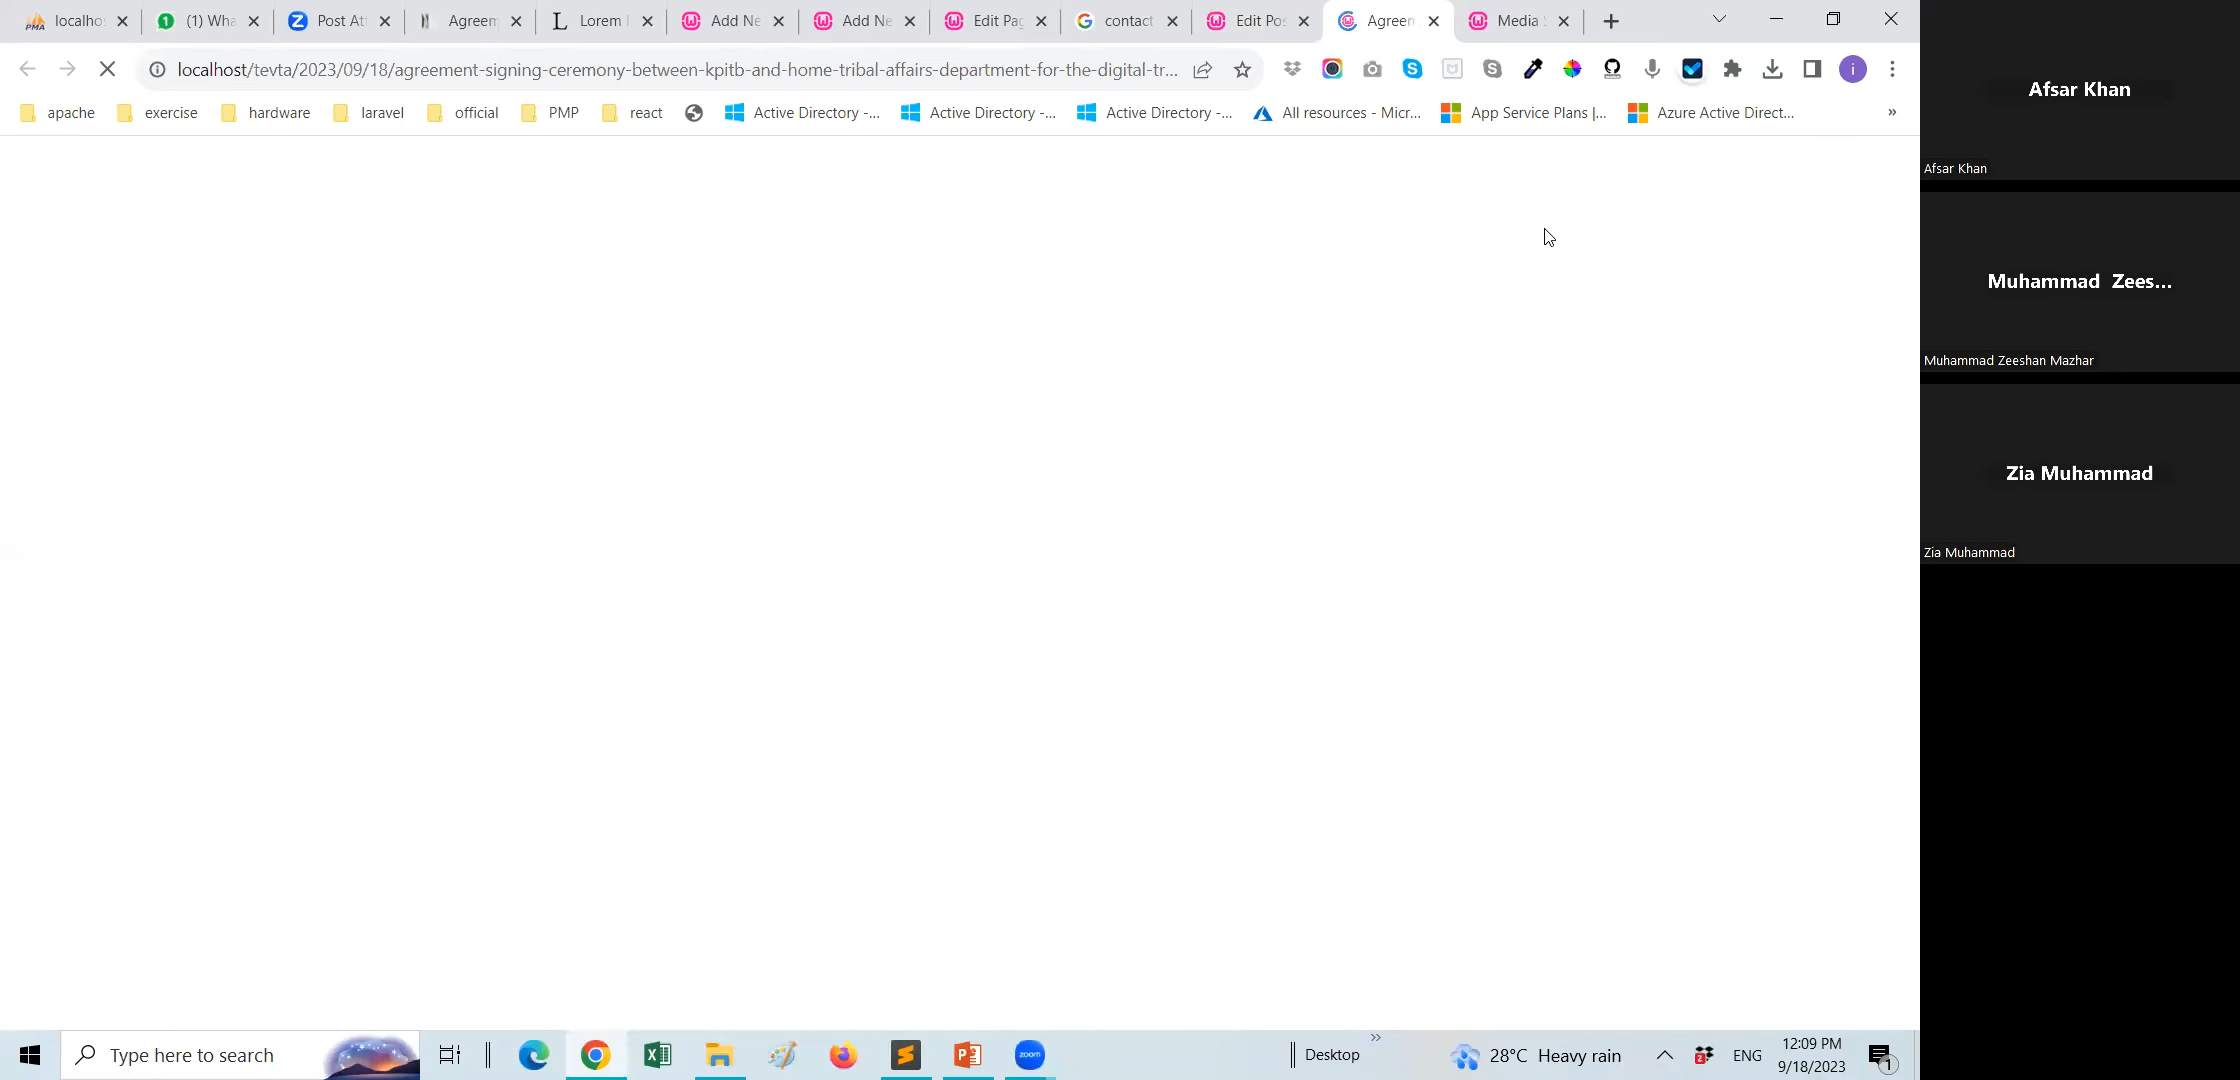 localho
(1) Wha
Post Att
Agreem
Lorem
Add Ne
Add Ne
Edit Pag
contact
Edit Pos
Agreem
Media
localhost/tevta/2023/09/18/agreement-signing-ceremony-between-kpitb-and-home-tribal-affairs-department-for-the-digital-tr...
i
apache
exercise
hardware
laravel
official
PMP
react
Active Directory -...
Active Directory -...
Active Directory -...
All resources - Micr...
App Service Plans |...
Azure Active Direct...
»
Afsar Khan
Afsar Khan
Muhammad Zees...
Muhammad Zeeshan Mazhar
Zia Muhammad
Zia Muhammad
Type here to search
zoom
Desktop
28°C Heavy rain
ENG
12:09 PM
9/18/2023
1